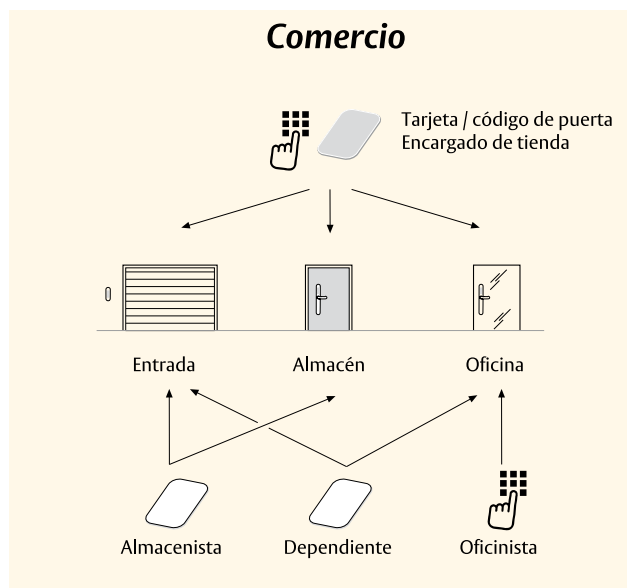 Comercio
Tarjeta / código de puerta
Encargado de tienda
Entrada
Almacén
Oficina
Almacenista
Dependiente
Oficinista